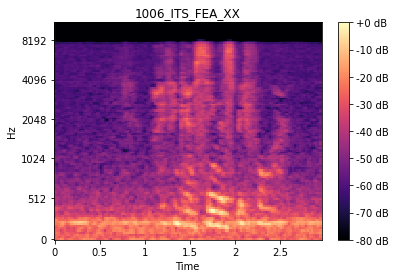 1006_ITS_FEA_XX
+0 dB
8192
-10 dB
4096
-20 dB
-30 dB
2048
Hz
-40 dB
1024
-50 dB
512
-60 dB
-70 dB
0
-80 dB
0 0.5 1 1.5 2 2.5
Time